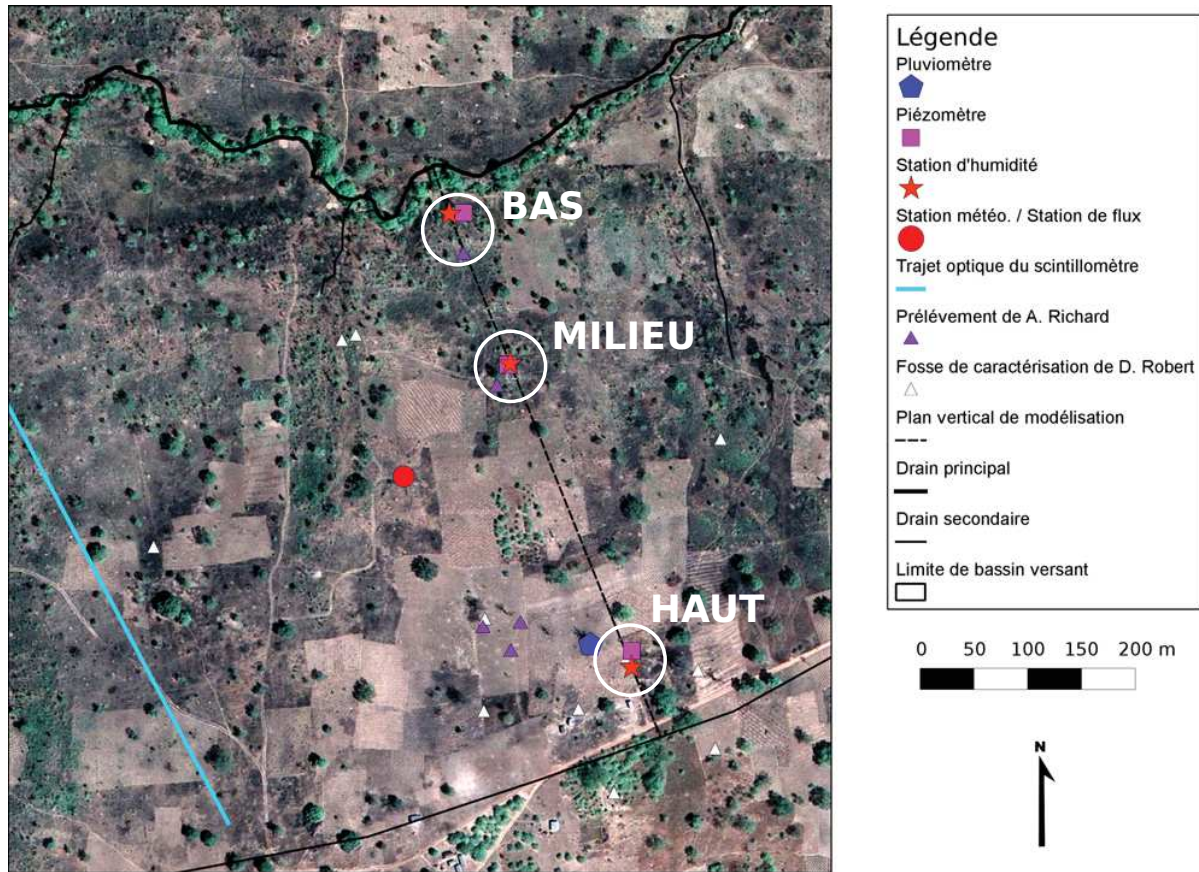 BAS
MILIEU
HAUT
Légende
Pluviomètre
Piézomètre
Station d'humidité
Station météo. / Station de flux
Trajet optique du scintillomètre
Prélévement de A. Richard
Fosse de caractérisation de D. Robert
Plan vertical de modélisation
Drain principal
Drain secondaire
Limite de bassin versant
0 50 100 150 200 m
N